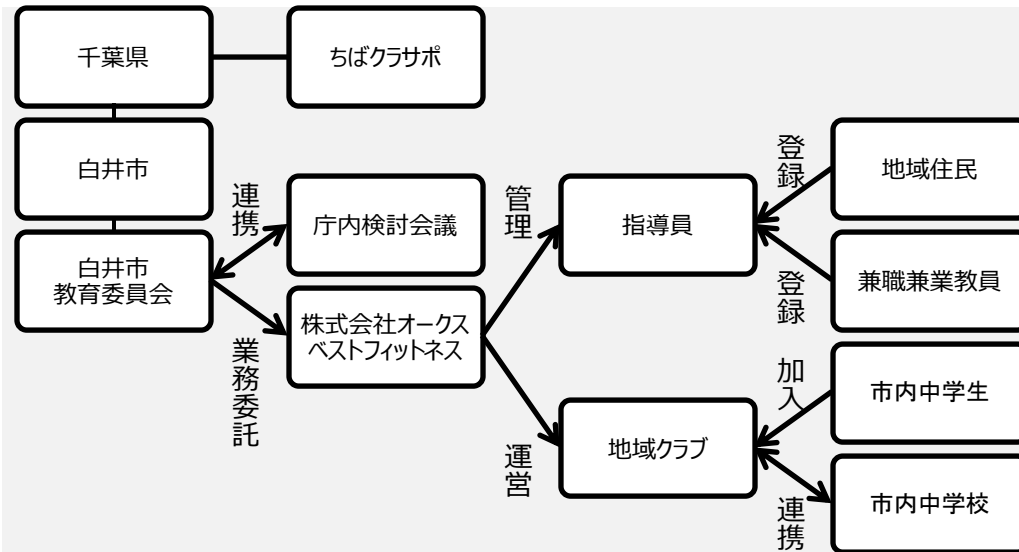 千葉県
ちばクラサポ
白井市
白井市
教育委員会
連携
庁内検討会議
業務委託
株式会社オークス
ベストフィットネス
管理
指導員
運営
地域クラブ
登録
地域住民
登録
兼職兼業教員
加入
市内中学生
連携
市内中学校